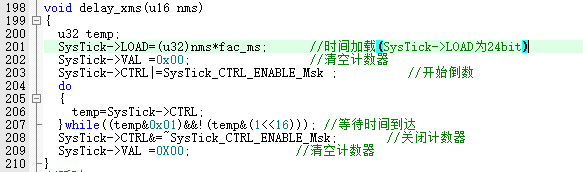 198 void delay_xms(u16 nms)
199 {
200 u32 temp;
201 SysTick->LOAD=(u32)nms*fac_ms; //时间加载(SysTick->LOAD为24bit)
202 SysTick->VAL =0x00; //清空计数器
203 SysTick->CTRL|=SysTick_CTRL_ENABLE_Msk ; //开始倒数
204 do
205 {
206 temp=SysTick->CTRL;
207 }while((temp&0x01)&&!(temp&(1<<16))); //等待时间到达
208 SysTick->CTRL&=~SysTick_CTRL_ENABLE_Msk; //关闭计数器
209 SysTick->VAL =0X00; //清空计数器
210 }